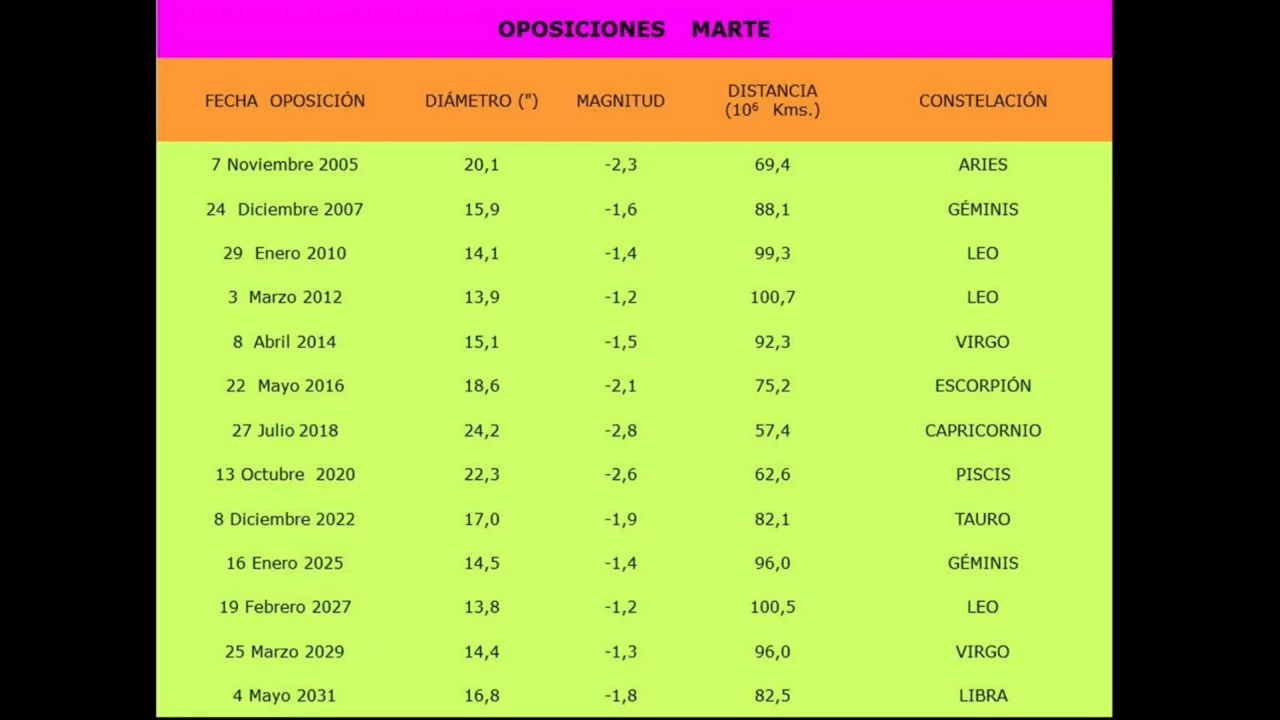 OPOSICIONES MARTE
FECHA OPOSICIÓN DIÁMETRO (") MAGNITUD DISTANCIA (10⁶ Kms.) CONSTELACIÓN
7 Noviembre 2005 20,1 -2,3 69,4 ARIES
24 Diciembre 2007 15,9 -1,6 88,1 GÉMINIS
29 Enero 2010 14,1 -1,4 99,3 LEO
3 Marzo 2012 13,9 -1,2 100,7 LEO
8 Abril 2014 15,1 -1,5 92,3 VIRGO
22 Mayo 2016 18,6 -2,1 75,2 ESCORPIÓN
27 Julio 2018 24,2 -2,8 57,4 CAPRICORNIO
13 Octubre 2020 22,3 -2,6 62,6 PISCIS
8 Diciembre 2022 17,0 -1,9 82,1 TAURO
16 Enero 2025 14,5 -1,4 96,0 GÉMINIS
19 Febrero 2027 13,8 -1,2 100,5 LEO
25 Marzo 2029 14,4 -1,3 96,0 VIRGO
4 Mayo 2031 16,8 -1,8 82,5 LIBRA